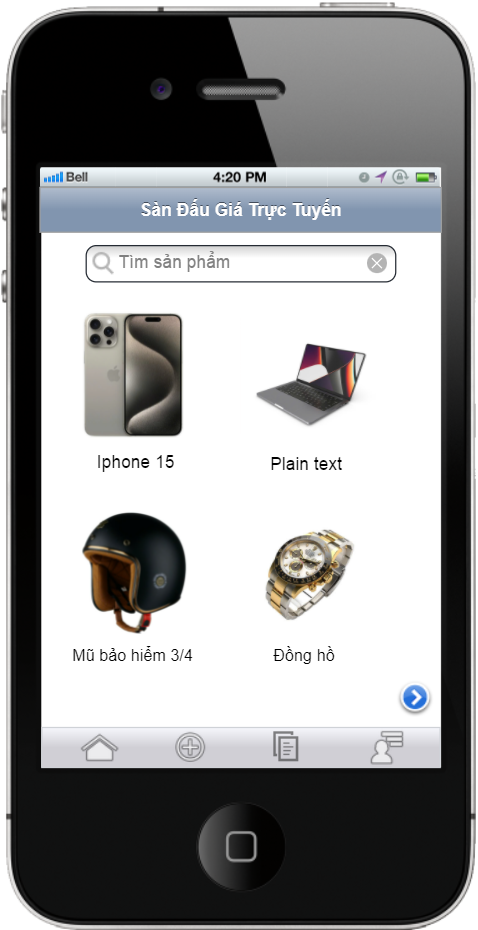 Bell
4:20 PM
Sàn Đấu Giá Trực Tuyến
Tìm sản phẩm
Iphone 15
Plain text
Mũ bảo hiểm 3/4
Đồng hồ